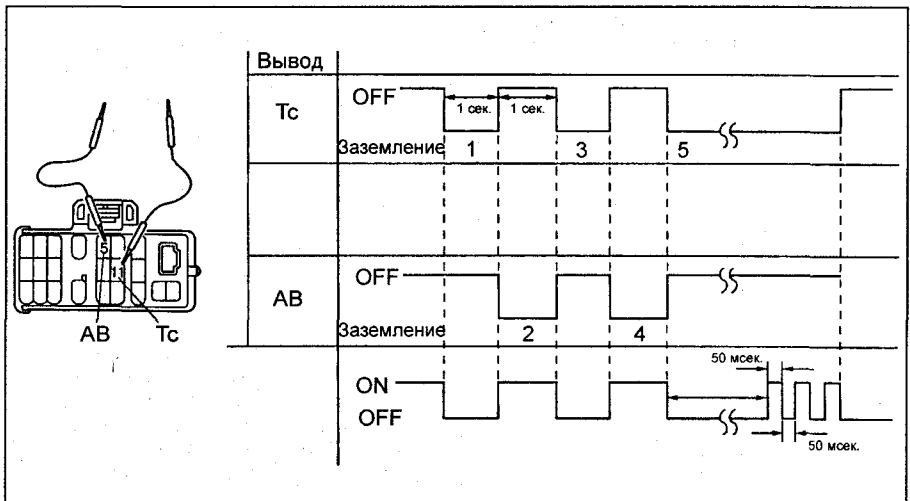 Вывод
Tc
OFF
1 сек.
1 сек.
Заземление
1
3
5
AB
OFF
Заземление
2
4
50 мсек.
ON
OFF
50 мсек.
5
11
AB
Tc